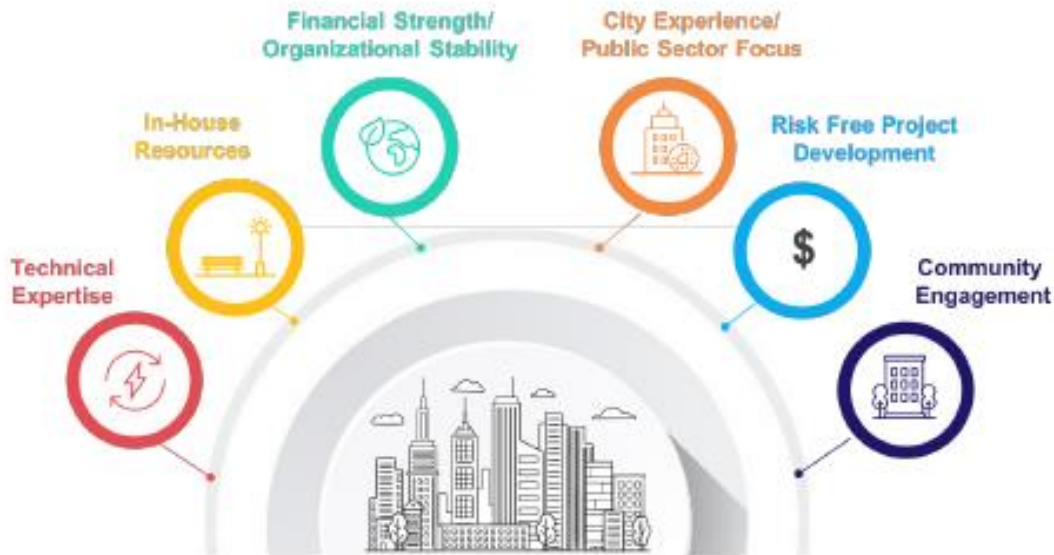 Financial Strength/
Organizational Stability
City Experience/
Public Sector Focus
In-House
Resources
Risk Free Project
Development
$
Technical
Expertise
Community
Engagement